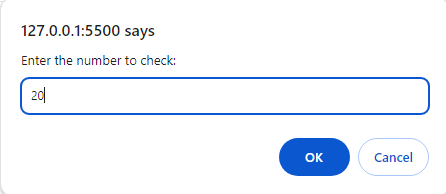 127.0.0.1:5500 says
Enter the number to check:
20
OK Cancel